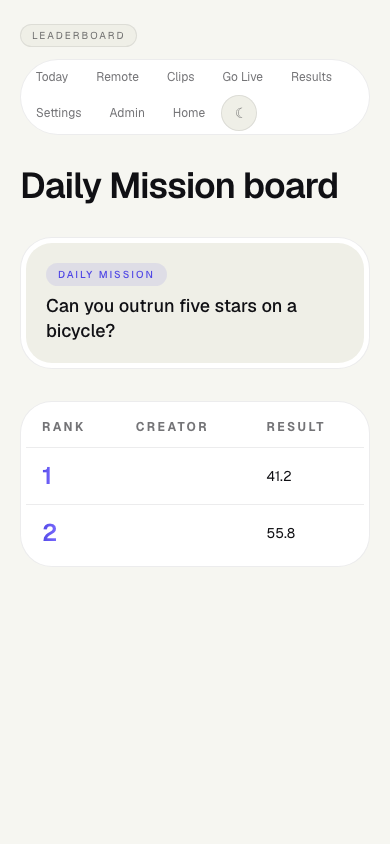 LEADERBOARD
Today Remote Clips Go Live Results
Settings Admin Home
Daily Mission board
DAILY MISSION
Can you outrun five stars on a
bicycle?
RANK CREATOR RESULT
1 41.2
2 55.8